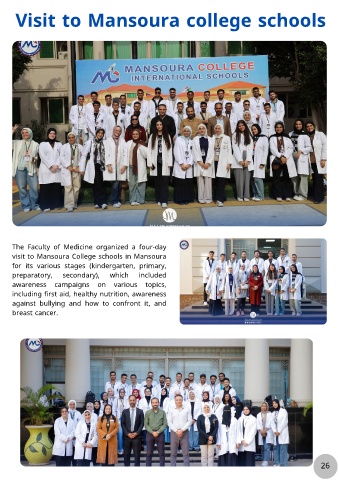 Visit to Mansoura college schools
MANSOURA COLLEGE
INTERNATIONAL SCHOOLS
The Faculty of Medicine organized a four-day
visit to Mansoura College schools in Mansoura
for its various stages (kindergarten, primary,
preparatory, secondary), which included
awareness campaigns on various topics,
including first aid, healthy nutrition, awareness
against bullying and how to confront it, and
breast cancer.
26